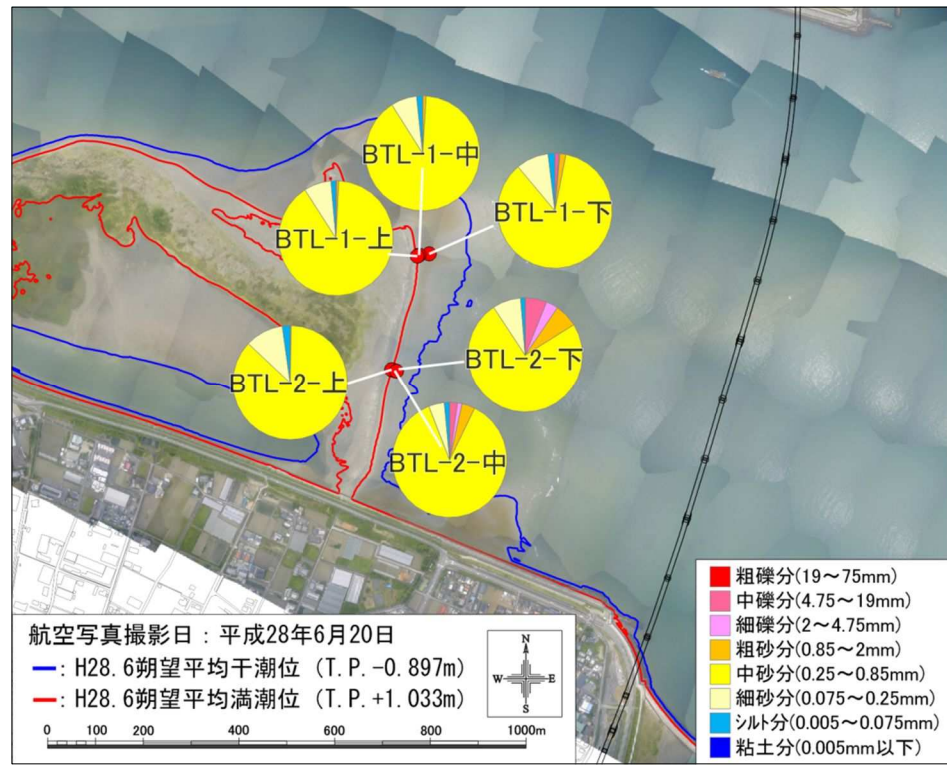 BTL-1-中
BTL-1-下
BTL-1-上
BTL-2-下
BTL-2-上
BTL-2-中
航空写真撮影日：平成28年6月20日
: H28.6朔望平均干潮位 (T.P.-0.897m)
: H28.6朔望平均満潮位 (T.P.+1.033m)
N
W E
S
0 100 200 400 600 800 1000m
粗礫分(19～75mm)
中礫分(4.75～19mm)
細礫分(2～4.75mm)
粗砂分(0.85～2mm)
中砂分(0.25～0.85mm)
細砂分(0.075～0.25mm)
ｼﾙﾄ分(0.005～0.075mm)
粘土分(0.005mm以下)